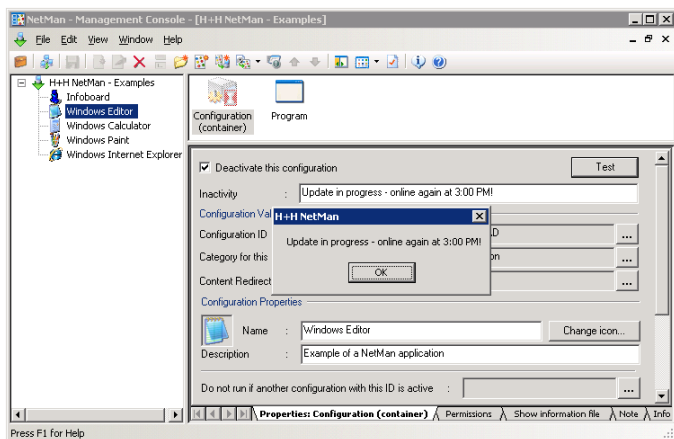 NetMan - Management Console - [H+H NetMan - Examples]
File Edit View Window Help
H+H NetMan - Examples
Infoboard
Windows Editor
Windows Calculator
Windows Paint
Windows Internet Explorer
Configuration (container)
Program
Deactivate this configuration
Test
Inactivity : Update in progress - online again at 3:00 PM!
Configuration Val
H+H NetMan
Configuration ID
D
...
Update in progress - online again at 3:00 PM!
Category for this
on
...
OK
Content Redirect
...
Configuration Properties
Name : Windows Editor
Change icon...
Description : Example of a NetMan application
Do not run if another configuration with this ID is active :
...
Properties: Configuration (container) Permissions Show information file Note Info
Press F1 for Help